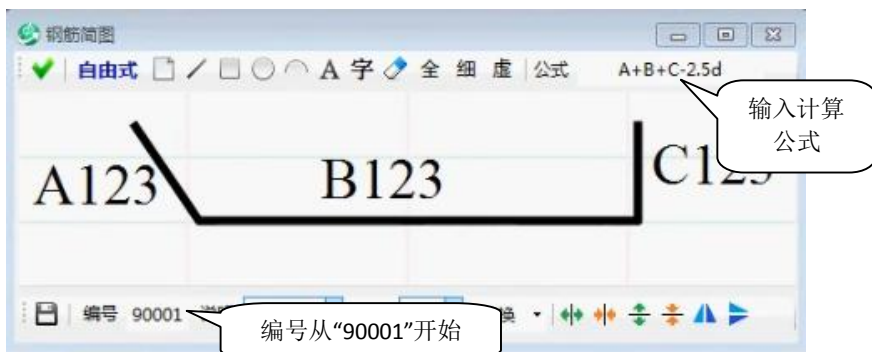 钢筋简图
自由式 A 字 全 细 虚 公式 A+B+C-2.5d
输入计算
公式
A123 B123
编号 90001
编号从“90001”开始